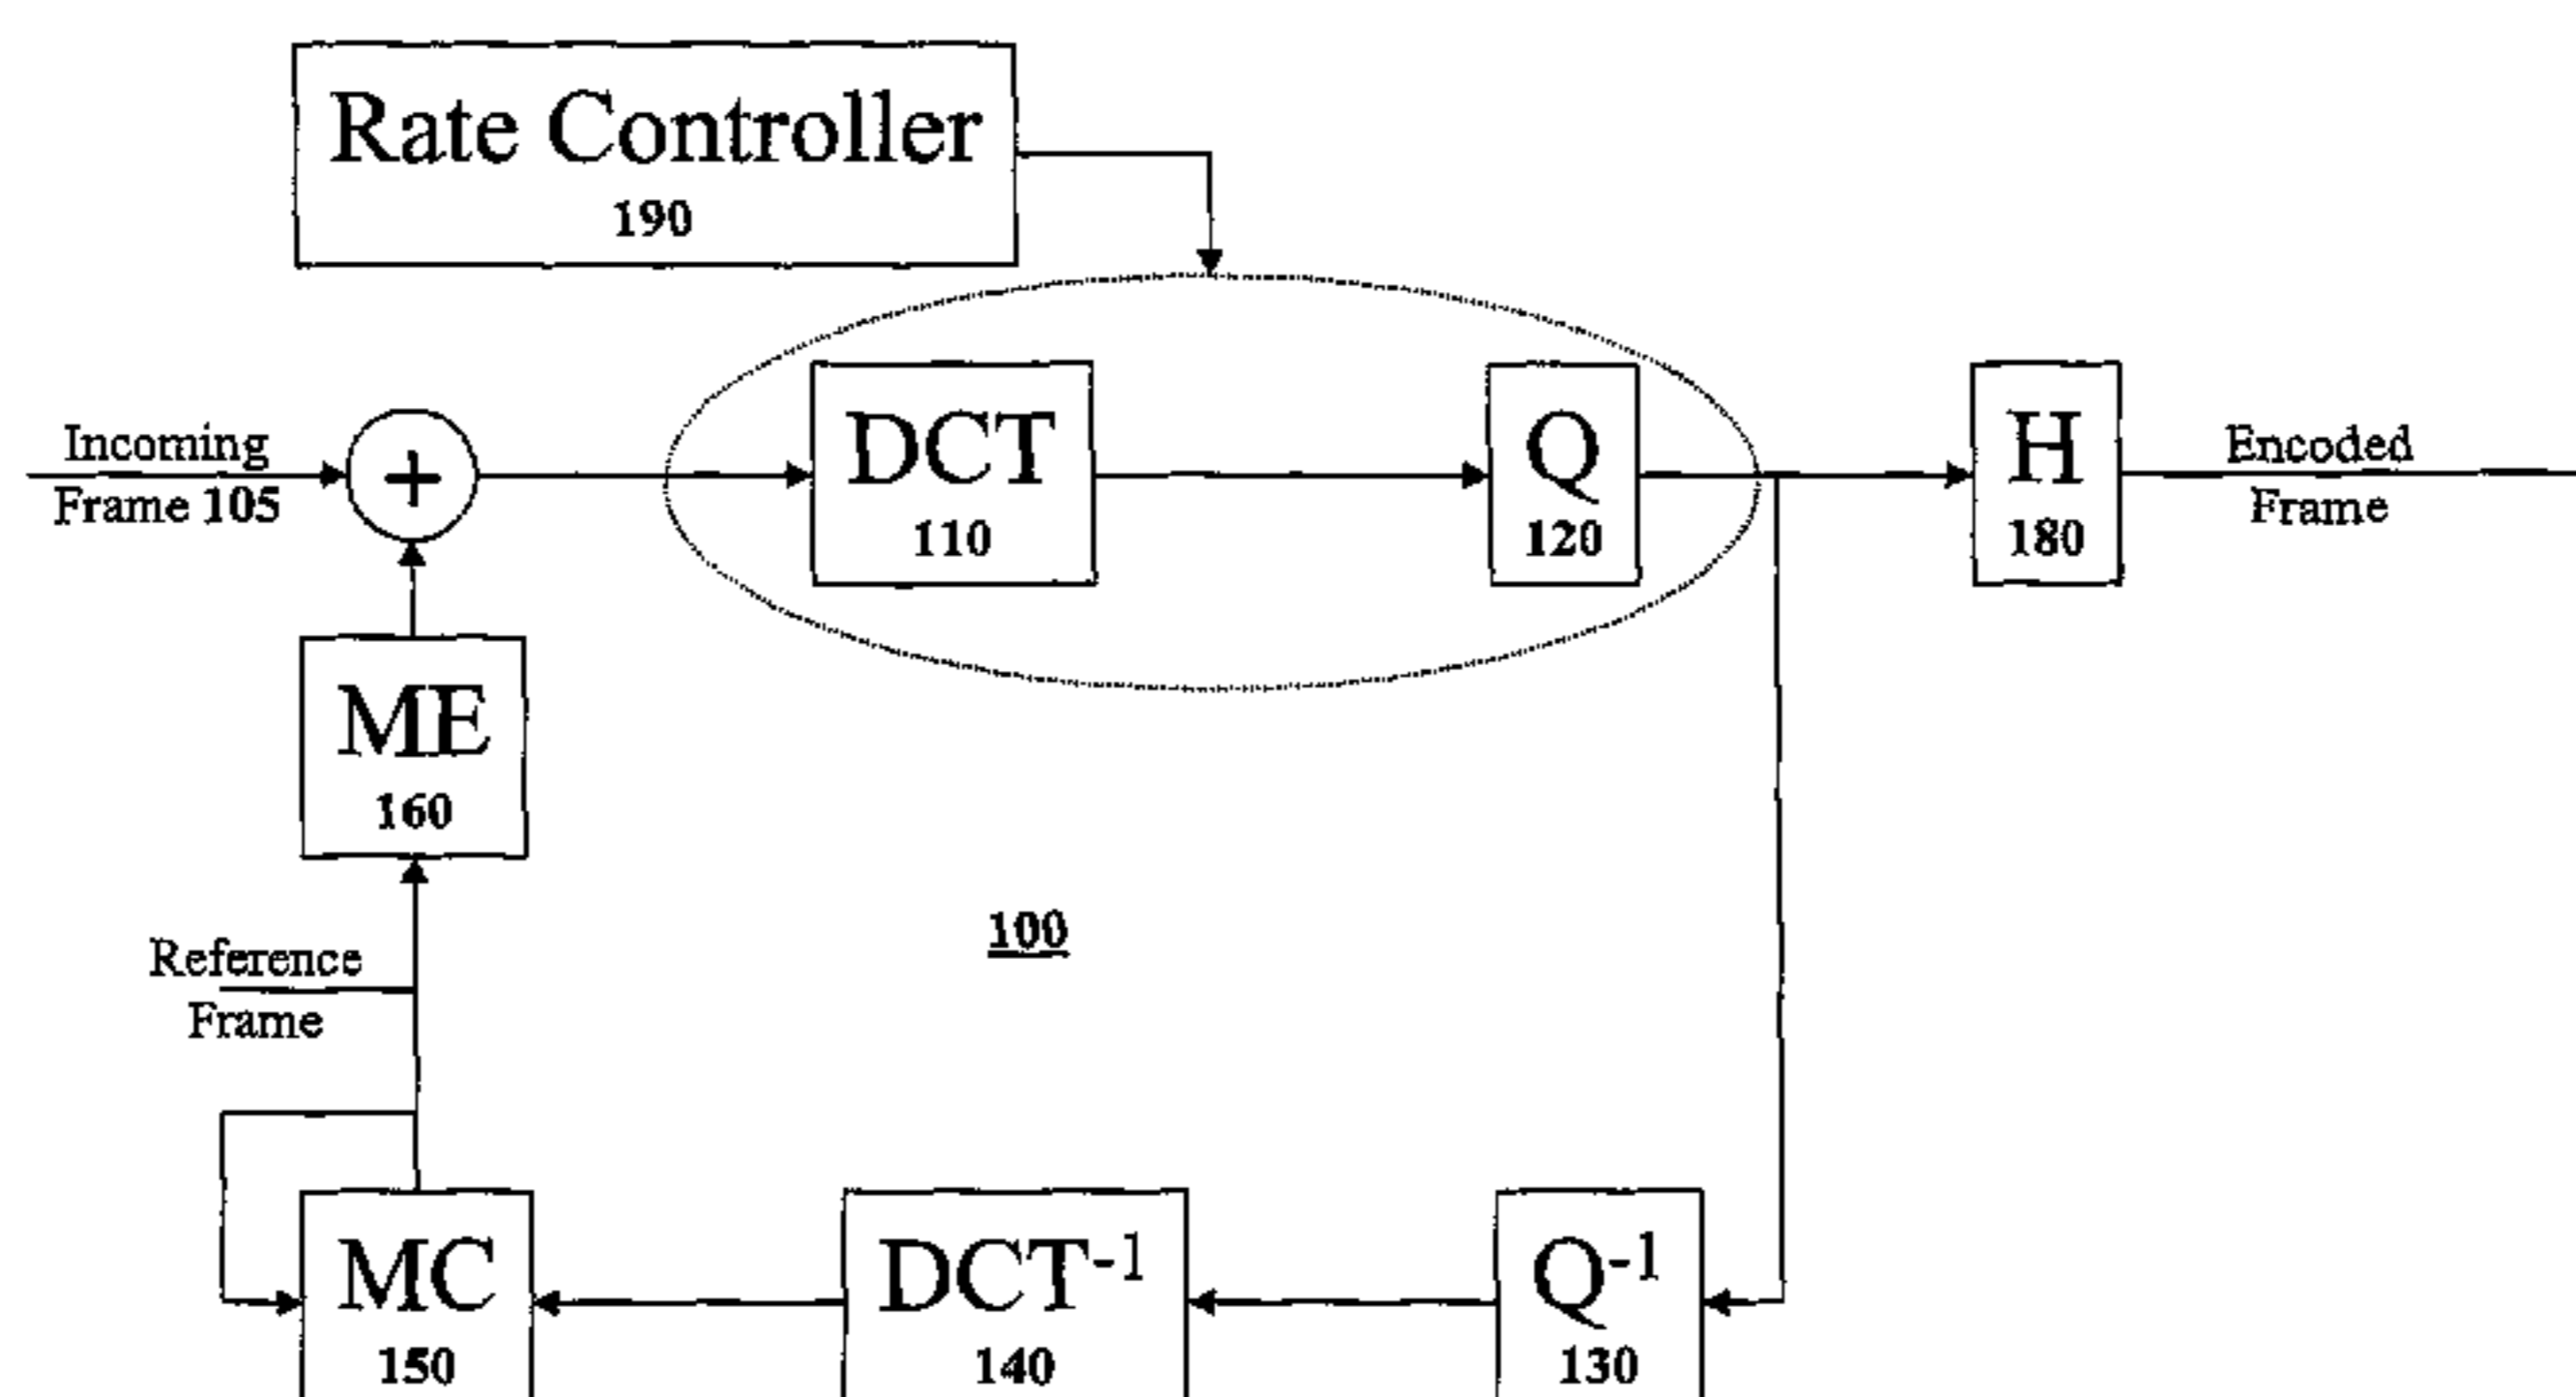 Rate Controller
190
Incoming
Frame 105
+
DCT
110
Q
120
H
180
Encoded
Frame
ME
160
100
Reference
Frame
MC
150
DCT-1
140
Q-1
130